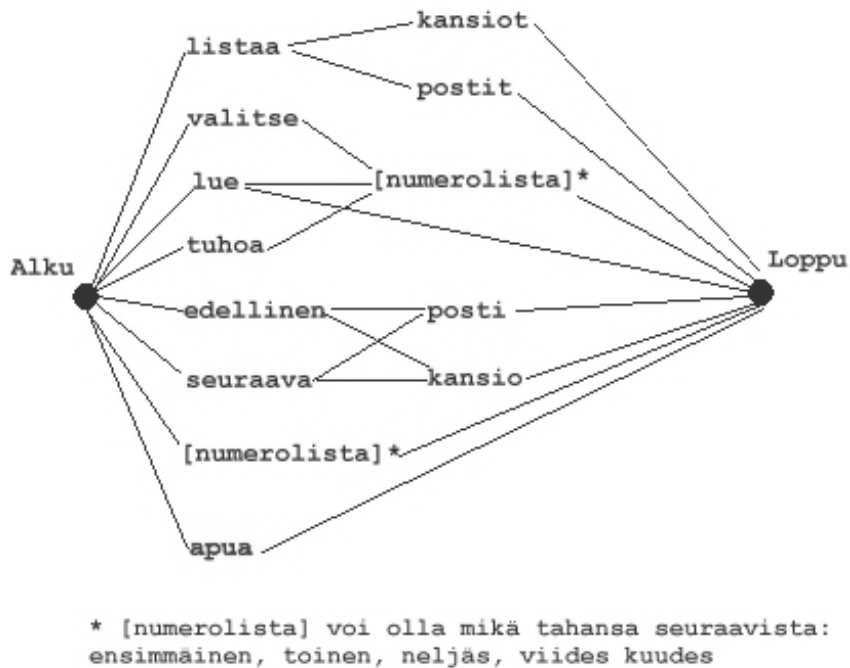 kansiot
listaa
postit
valitse
lue
[numerolista]*
tuhoa
Alku
Loppu
edellinen
posti
seuraava
kansio
[numerolista]*
apua
* [numerolista] voi olla mikä tahansa seuraavista:
ensimmäinen, toinen, neljäs, viides kuudes